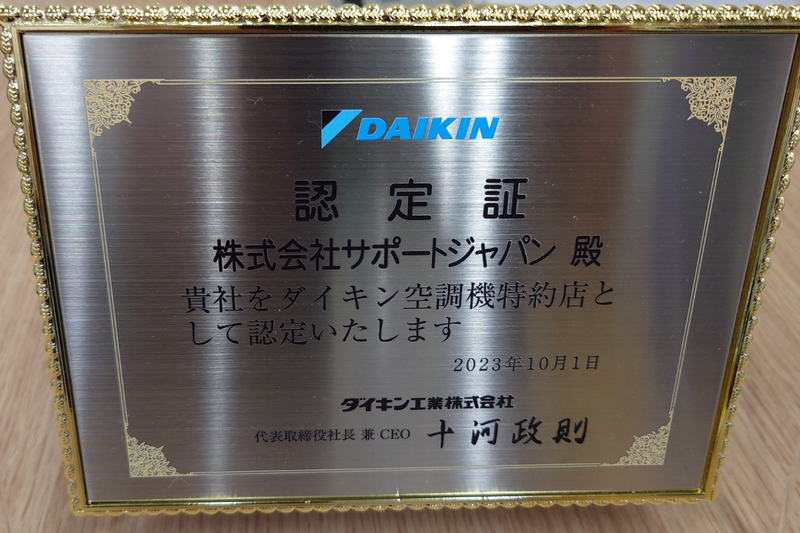 DAIKIN
認定証
株式会社サポートジャパン 殿
貴社をダイキン空調機特約店と
して認定いたします
2023年10月1日
ダイキン工業株式会社
代表取締役社長 兼 CEO 十河政則